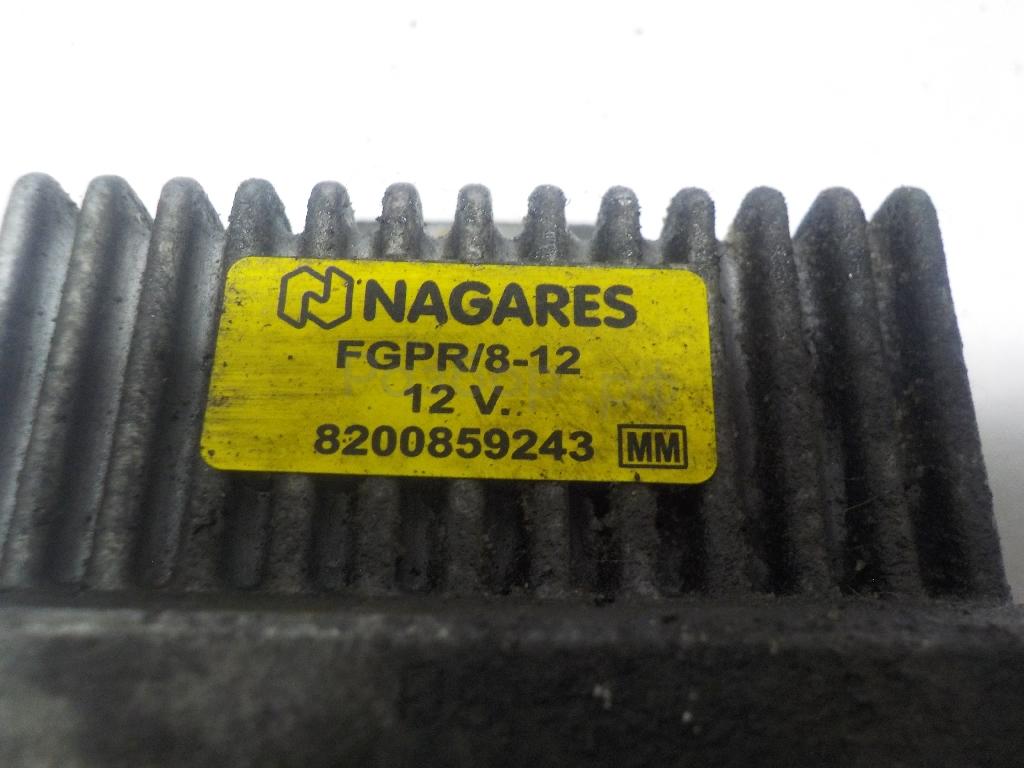 NAGARES
FGPR/8-12
12 V.
8200859243 MM